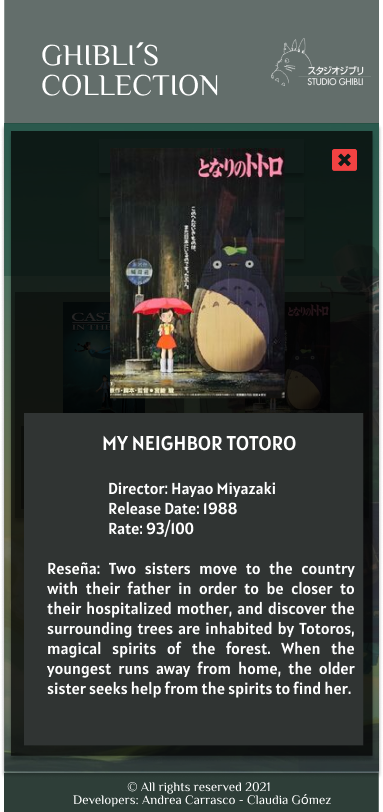 GHIBLI´S
COLLECTION
スタジオジブリ
STUDIO GHIBLI
となりのトトロ
CAST
IN THE
MY NEIGHBOR TOTORO
Director: Hayao Miyazaki
Release Date: 1988
Rate: 93/100
Reseña: Two sisters move to the country
with their father in order to be closer to
their hospitalized mother, and discover the
surrounding trees are inhabited by Totoros,
magical spirits of the forest. When the
youngest runs away from home, the older
sister seeks help from the spirits to find her.
© All rights reserved 2021
Developers: Andrea Carrasco - Claudia Gómez